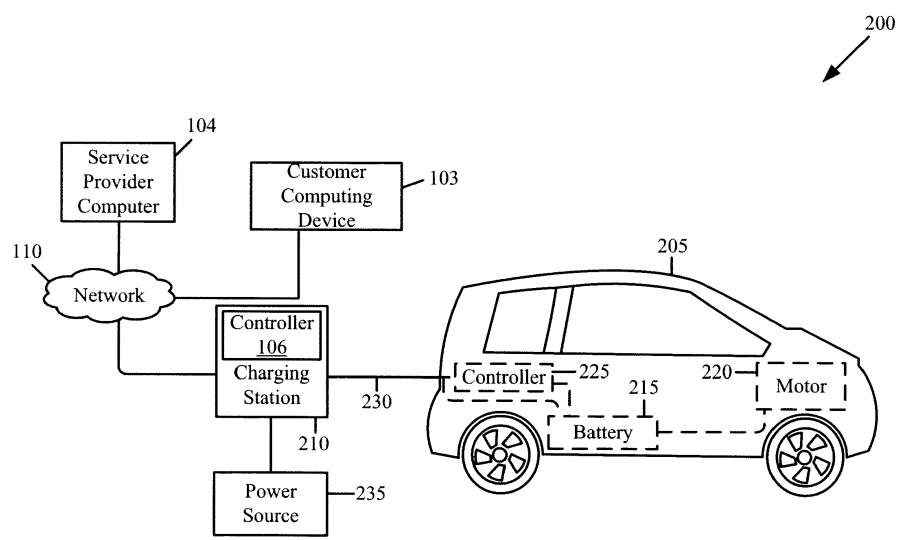 200
104
Service
Provider
Computer
Customer
Computing
Device
103
110
Network
205
Controller
106
Charging
Station
210
230
Controller
225
220
Motor
215
Battery
Power
Source
235